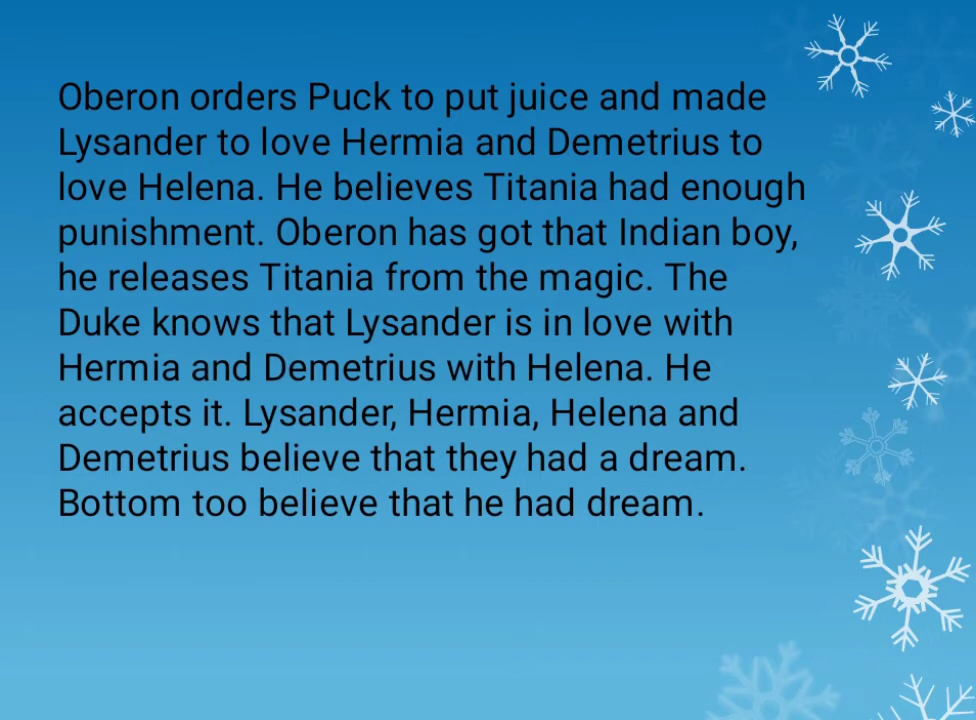 Oberon orders Puck to put juice and made
Lysander to love Hermia and Demetrius to
love Helena. He believes Titania had enough
punishment. Oberon has got that Indian boy,
he releases Titania from the magic. The
Duke knows that Lysander is in love with
Hermia and Demetrius with Helena. He
accepts it. Lysander, Hermia, Helena and
Demetrius believe that they had a dream.
Bottom too believe that he had dream.